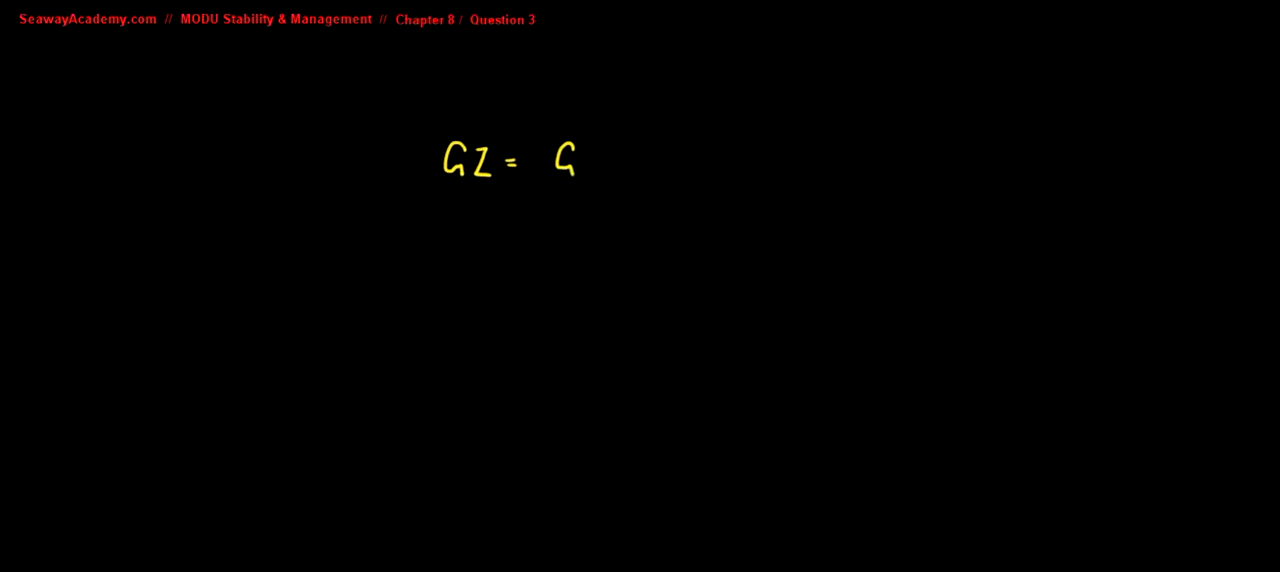 SeawayAcademy.com // MODU Stability & Management // Chapter 8 / Question 3
GZ = G